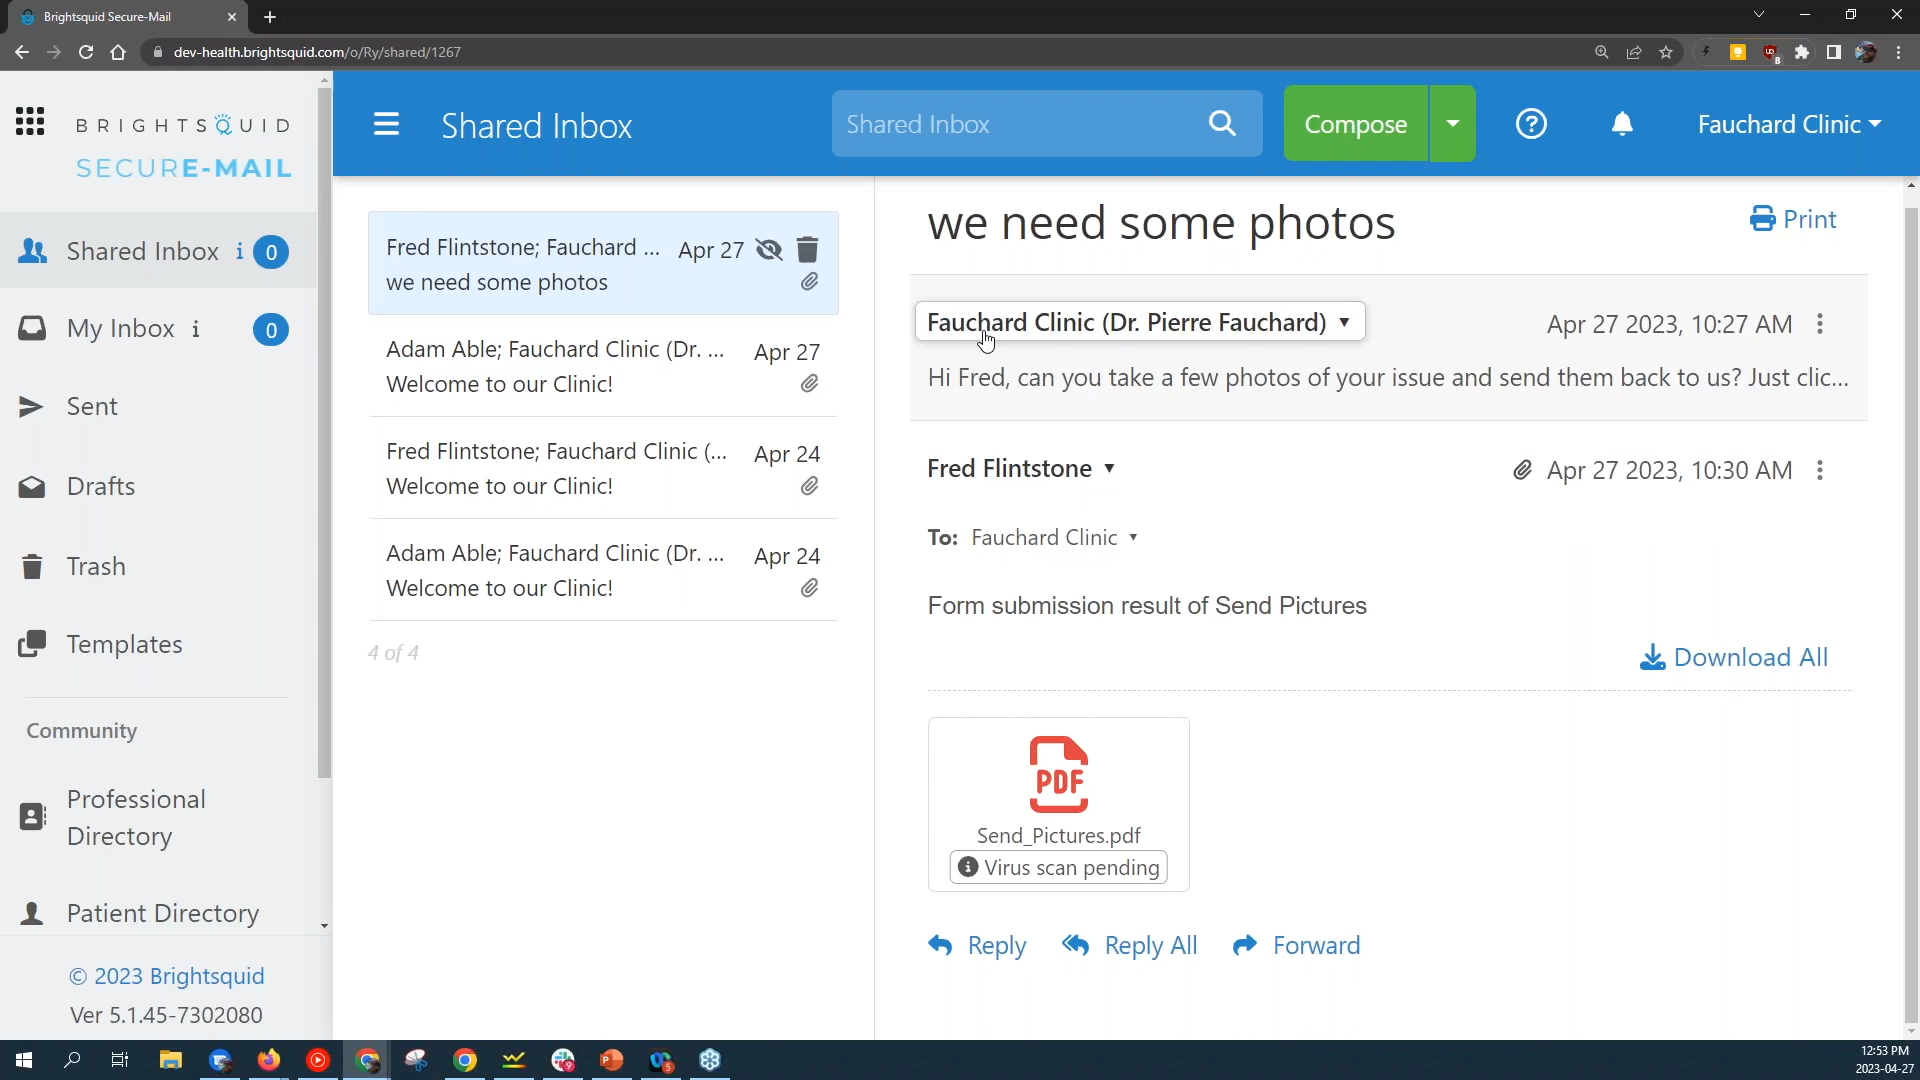 Brightsquid Secure-Mail
dev-health.brightsquid.com/o/Ry/shared/1267
BRIGHTSQUID
SECURE-MAIL
Shared Inbox
Shared Inbox
Compose
Fauchard Clinic
Shared Inbox i 0
My Inbox i 0
Sent
Drafts
Trash
Templates
Community
Professional
Directory
Patient Directory
© 2023 Brightsquid
Ver 5.1.45-7302080
Fred Flintstone; Fauchard ... Apr 27
we need some photos
Adam Able; Fauchard Clinic (Dr. ... Apr 27
Welcome to our Clinic!
Fred Flintstone; Fauchard Clinic (... Apr 24
Welcome to our Clinic!
Adam Able; Fauchard Clinic (Dr. ... Apr 24
Welcome to our Clinic!
4 of 4
we need some photos
Print
Fauchard Clinic (Dr. Pierre Fauchard)
Apr 27 2023, 10:27 AM
Hi Fred, can you take a few photos of your issue and send them back to us? Just clic...
Fred Flintstone
Apr 27 2023, 10:30 AM
To: Fauchard Clinic
Form submission result of Send Pictures
Download All
PDF
Send_Pictures.pdf
Virus scan pending
Reply
Reply All
Forward
12:53 PM
2023-04-27